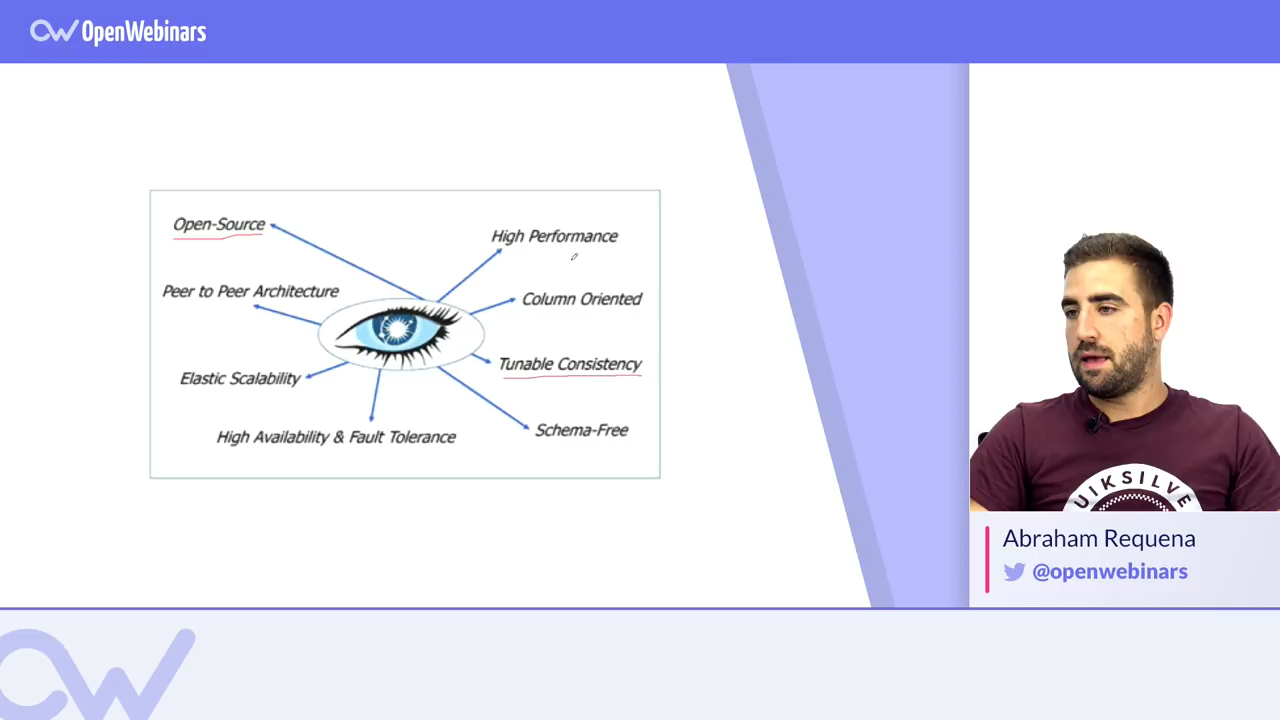 OpenWebinars
Open-Source
High Performance
Peer to Peer Architecture
Column Oriented
Tunable Consistency
Elastic Scalability
Schema-Free
High Availability & Fault Tolerance
UIKSILVE
Abraham Requena
@openwebinars